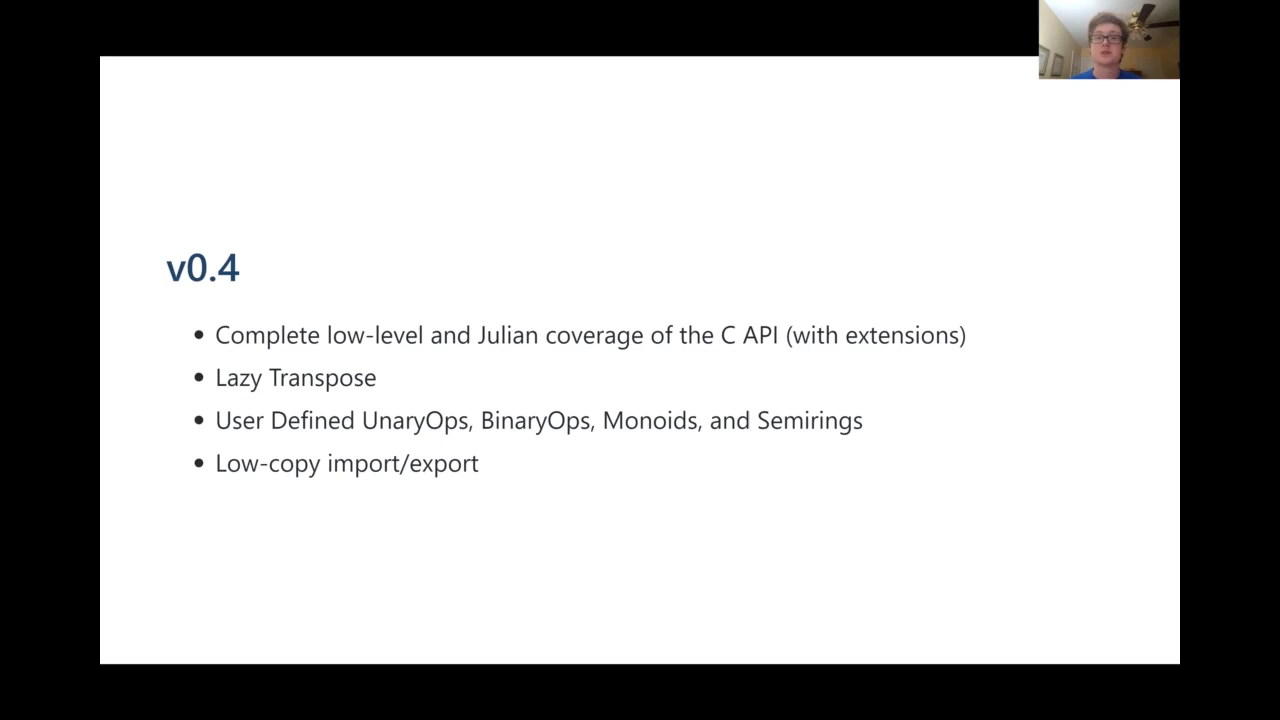 v0.4
• Complete low-level and Julian coverage of the C API (with extensions)
• Lazy Transpose
• User Defined UnaryOps, BinaryOps, Monoids, and Semirings
• Low-copy import/export